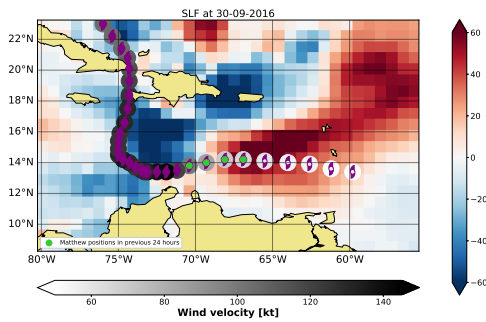 SLF at 30-09-2016
22°N
20°N
18°N
16°N
14°N
12°N
10°N
80°W
75°W
70°W
65°W
60°W
Matthew positions in previous 24 hours
60
40
20
0
−20
−40
−60
60
80
100
120
140
Wind velocity [kt]